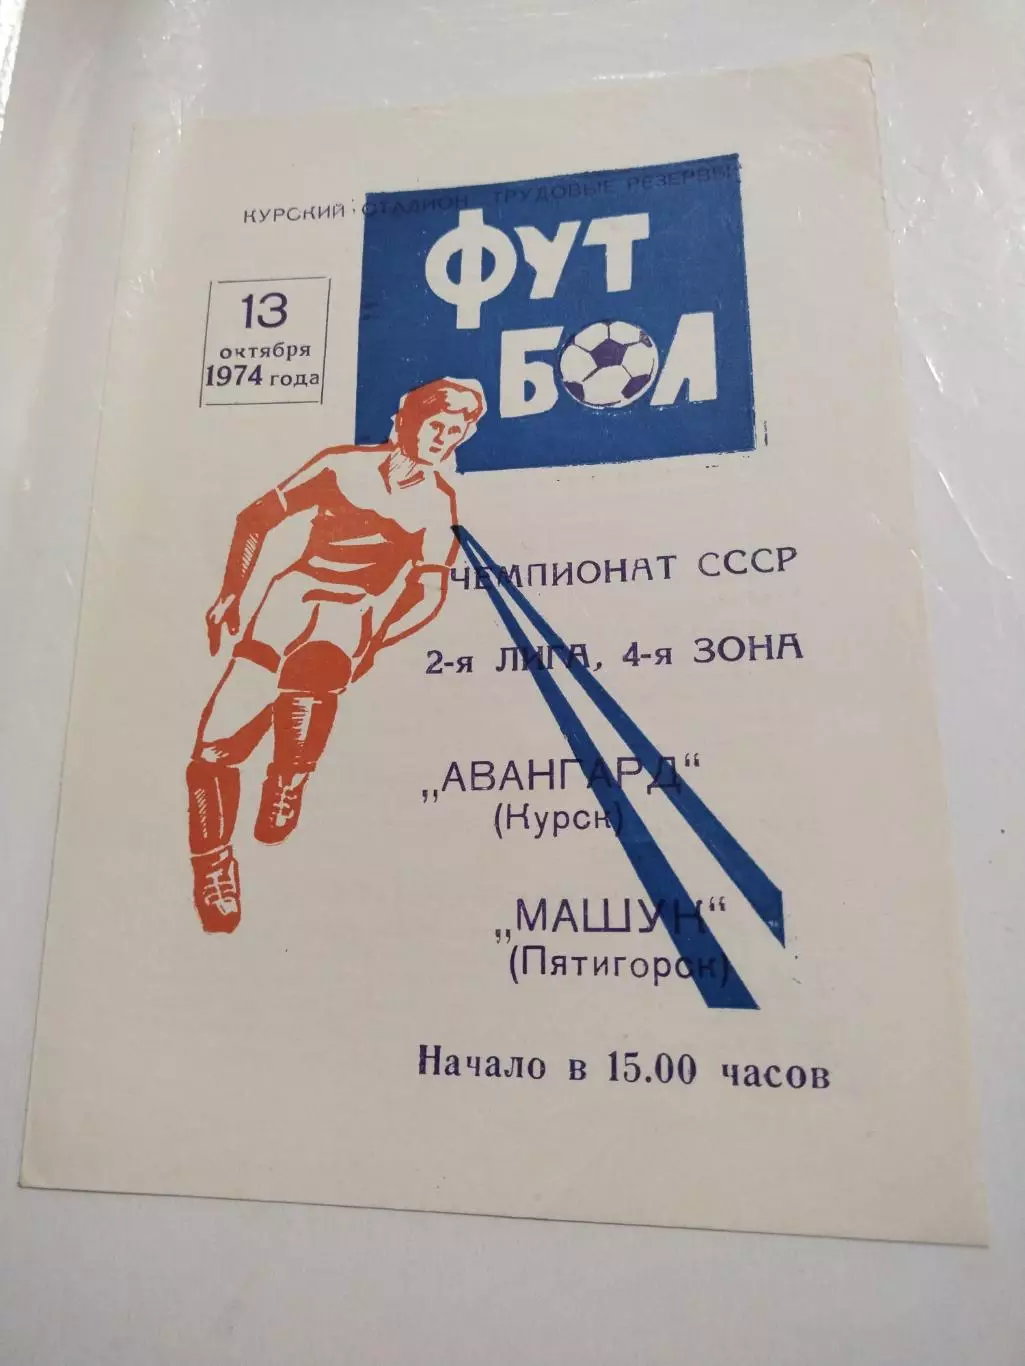 КУРСКИЙ СТАДИОН ТРУДОВЫЕ РЕЗЕРВЫ
ФУТ
БОЛ
13
октября
1974 года
ЧЕМПИОНАТ СССР
2-я ЛИГА, 4-я ЗОНА
„АВАНГАРД“
(Курск)
„МАШУК“
(Пятигорск)
Начало в 15.00 часов